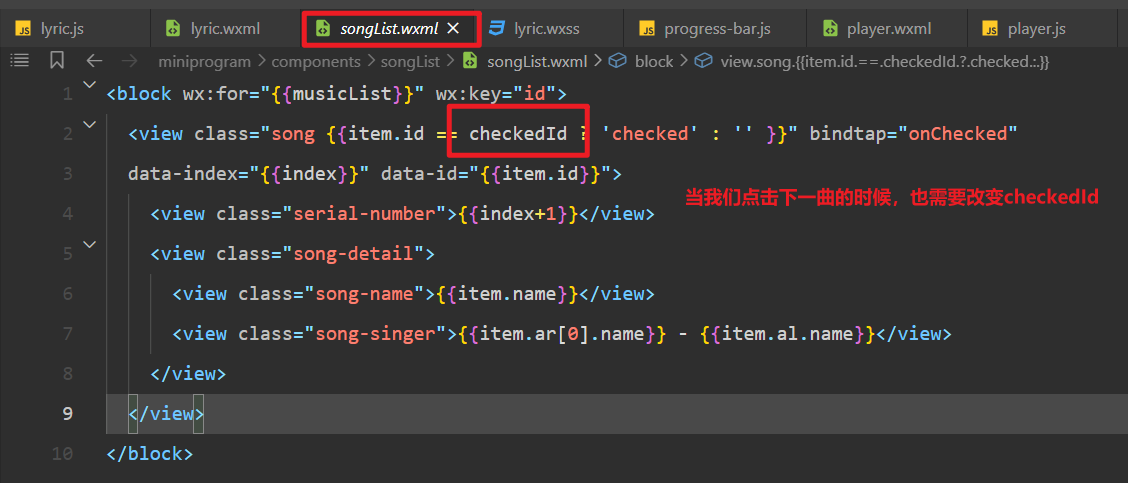 JS lyric.js lyric.wxml songList.wxml lyric.wxss JS progress-bar.js player.wxml JS player.js
miniprogram > components > songList > songList.wxml > block > view.song.{{item.id.==.checkedId.?.checked.:.}}
1 <block wx:for="{{musicList}}" wx:key="id">
2 <view class="song {{item.id == checkedId ? 'checked' : '' }}" bindtap="onChecked"
3 data-index="{{index}}" data-id="{{item.id}}">
当我们点击下一曲的时候，也需要改变checkedId
4 <view class="serial-number">{{index+1}}</view>
5 <view class="song-detail">
6 <view class="song-name">{{item.name}}</view>
7 <view class="song-singer">{{item.ar[0].name}} - {{item.al.name}}</view>
8 </view>
9 </view>
10 </block>